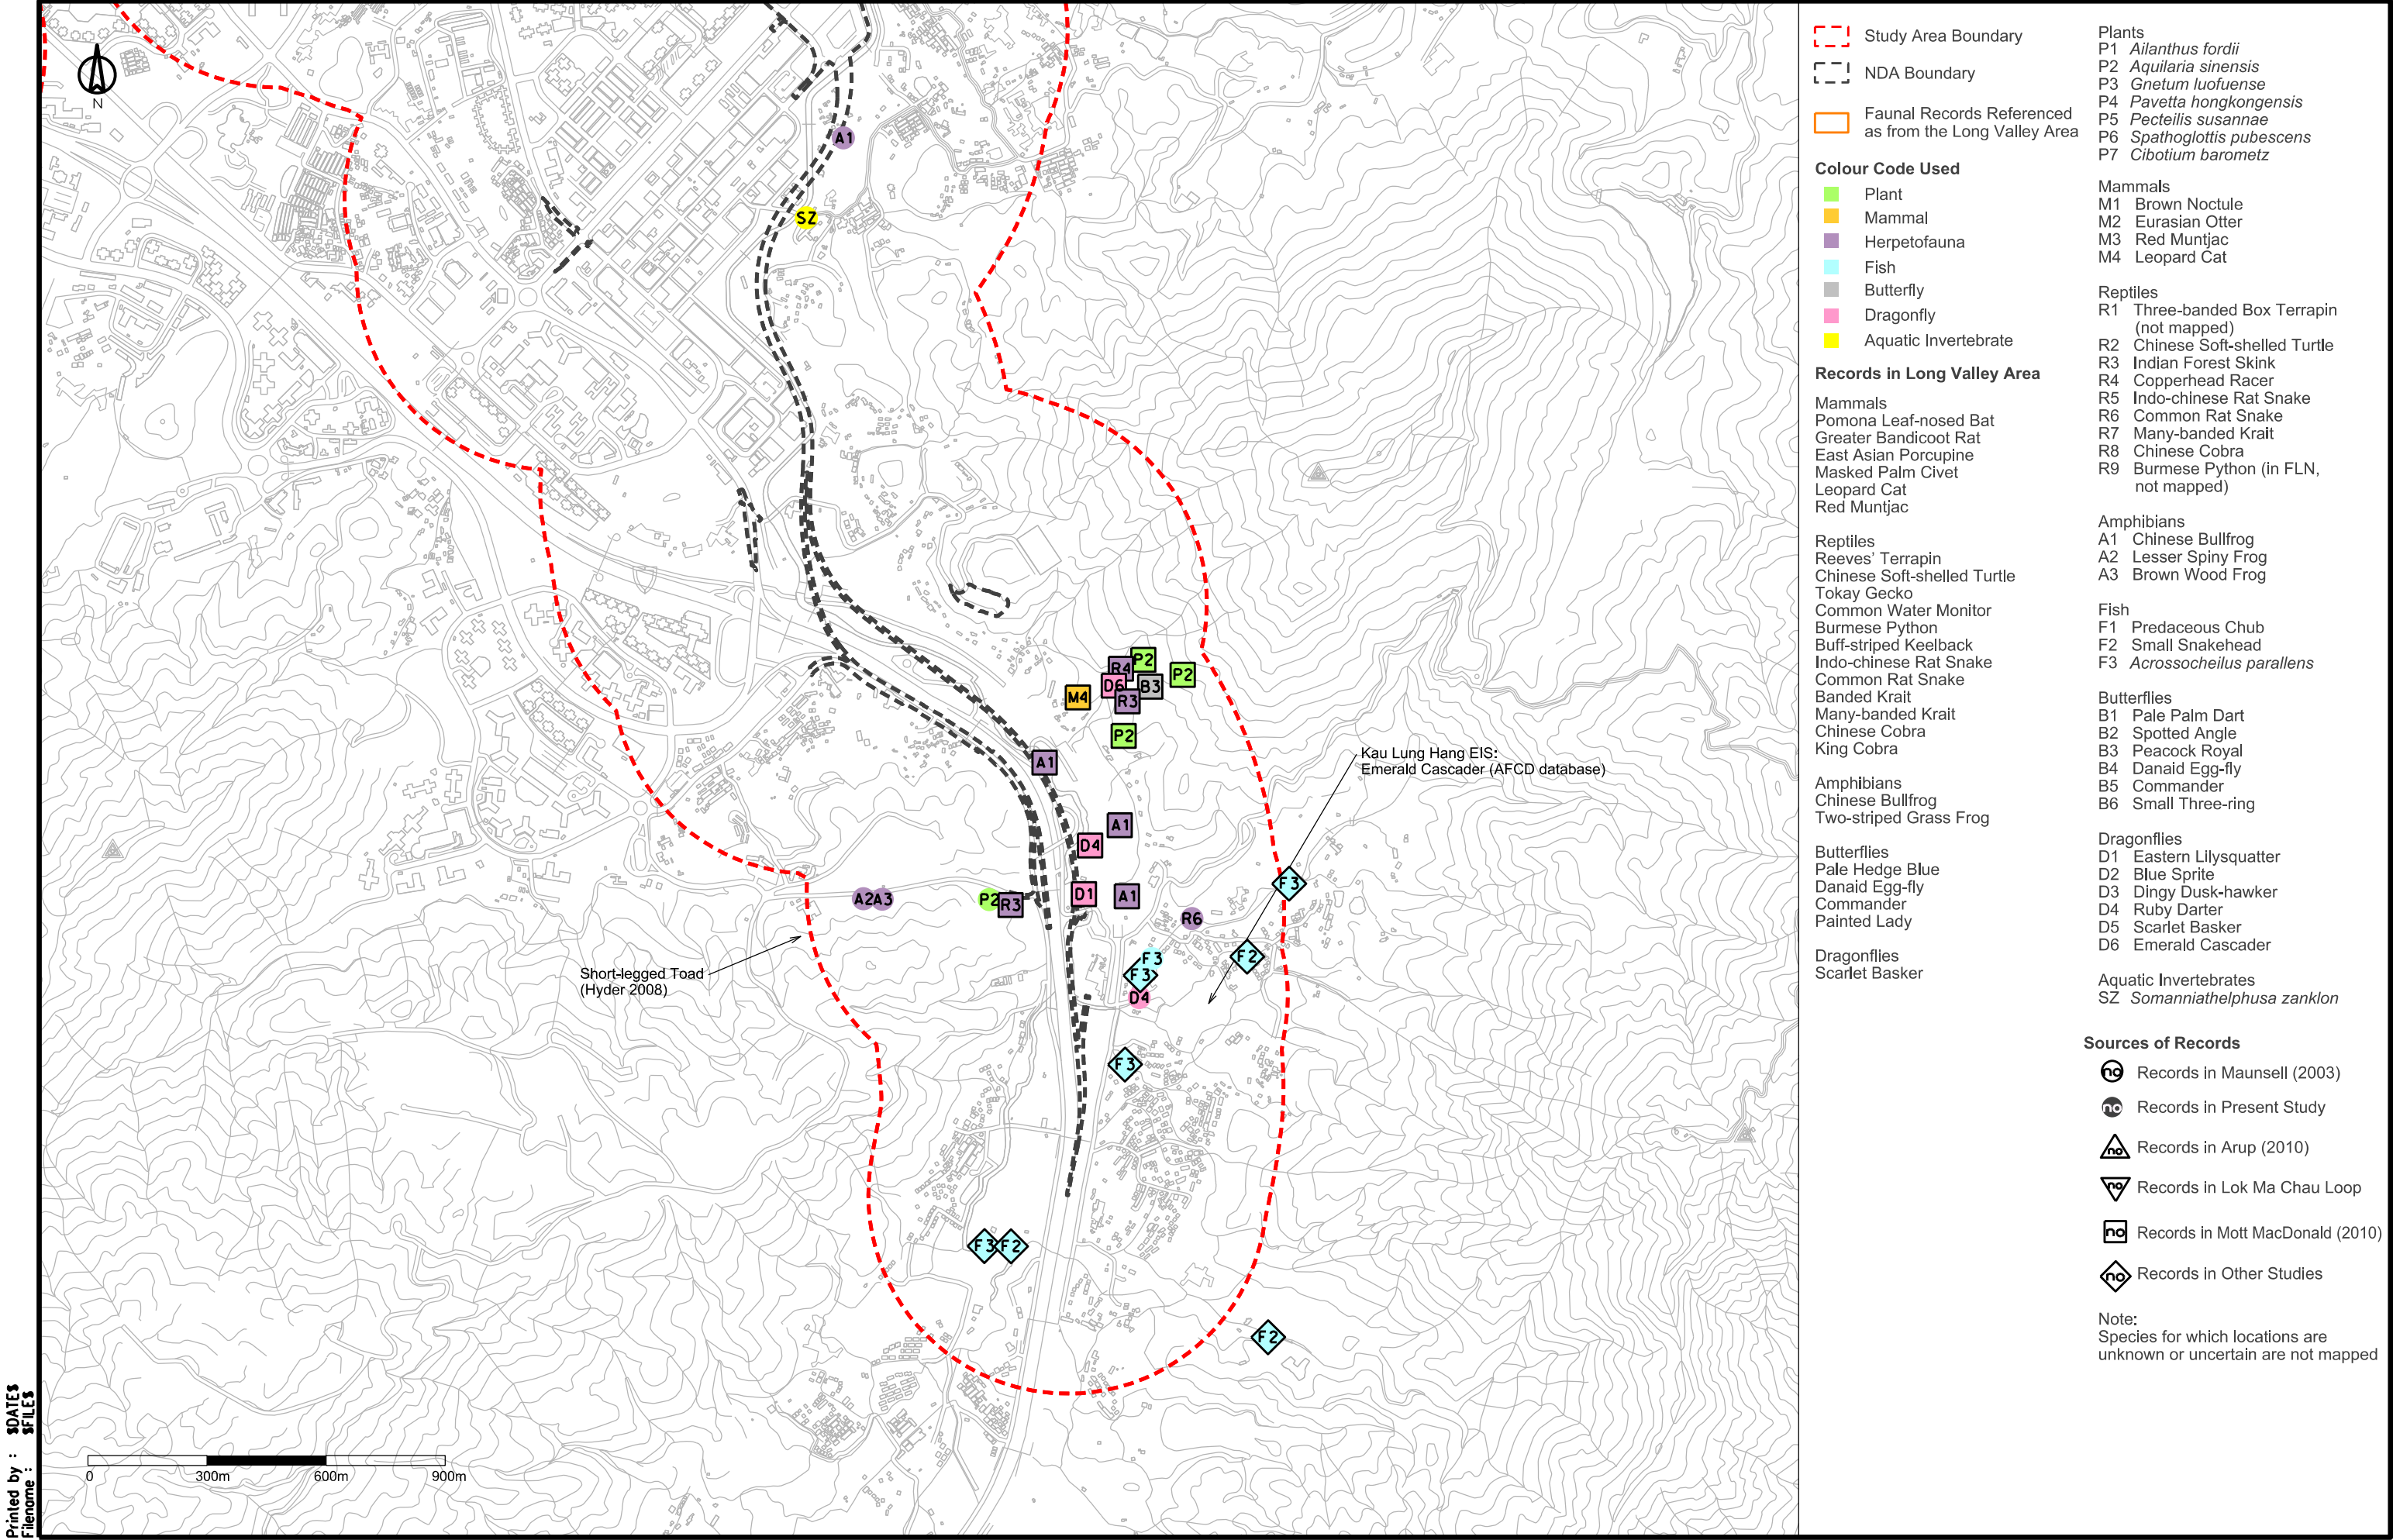 N
A1
SZ
R4
P2
P2
D6
B3
M4
R3
P2
A1
Kau Lung Hang EIS:
Emerald Cascader (AFCD database)
A1
D4
F3
A2
A3
P2
R3
D1
A1
R6
F2
F3
F3
D4
Short-legged Toad
(Hyder 2008)
F3
F3
F2
F2
0
300m
600m
900m
Printed by : $DATE$
Filename : $FILE$
Study Area Boundary
NDA Boundary
Faunal Records Referenced
as from the Long Valley Area
Colour Code Used
Plant
Mammal
Herpetofauna
Fish
Butterfly
Dragonfly
Aquatic Invertebrate
Records in Long Valley Area
Mammals
Pomona Leaf-nosed Bat
Greater Bandicoot Rat
East Asian Porcupine
Masked Palm Civet
Leopard Cat
Red Muntjac
Reptiles
Reeves' Terrapin
Chinese Soft-shelled Turtle
Tokay Gecko
Common Water Monitor
Burmese Python
Buff-striped Keelback
Indo-chinese Rat Snake
Common Rat Snake
Banded Krait
Many-banded Krait
Chinese Cobra
King Cobra
Amphibians
Chinese Bullfrog
Two-striped Grass Frog
Butterflies
Pale Hedge Blue
Danaid Egg-fly
Commander
Painted Lady
Dragonflies
Scarlet Basker
Plants
P1 Ailanthus fordii
P2 Aquilaria sinensis
P3 Gnetum luofuense
P4 Pavetta hongkongensis
P5 Pecteilis susannae
P6 Spathoglottis pubescens
P7 Cibotium barometz
Mammals
M1 Brown Noctule
M2 Eurasian Otter
M3 Red Muntjac
M4 Leopard Cat
Reptiles
R1 Three-banded Box Terrapin
(not mapped)
R2 Chinese Soft-shelled Turtle
R3 Indian Forest Skink
R4 Copperhead Racer
R5 Indo-chinese Rat Snake
R6 Common Rat Snake
R7 Many-banded Krait
R8 Chinese Cobra
R9 Burmese Python (in FLN,
not mapped)
Amphibians
A1 Chinese Bullfrog
A2 Lesser Spiny Frog
A3 Brown Wood Frog
Fish
F1 Predaceous Chub
F2 Small Snakehead
F3 Acrossocheilus parallens
Butterflies
B1 Pale Palm Dart
B2 Spotted Angle
B3 Peacock Royal
B4 Danaid Egg-fly
B5 Commander
B6 Small Three-ring
Dragonflies
D1 Eastern Lilysquatter
D2 Blue Sprite
D3 Dingy Dusk-hawker
D4 Ruby Darter
D5 Scarlet Basker
D6 Emerald Cascader
Aquatic Invertebrates
SZ Somanniathelphusa zanklon
Sources of Records
no Records in Maunsell (2003)
no Records in Present Study
no Records in Arup (2010)
no Records in Lok Ma Chau Loop
no Records in Mott MacDonald (2010)
no Records in Other Studies
Note:
Species for which locations are
unknown or uncertain are not mapped